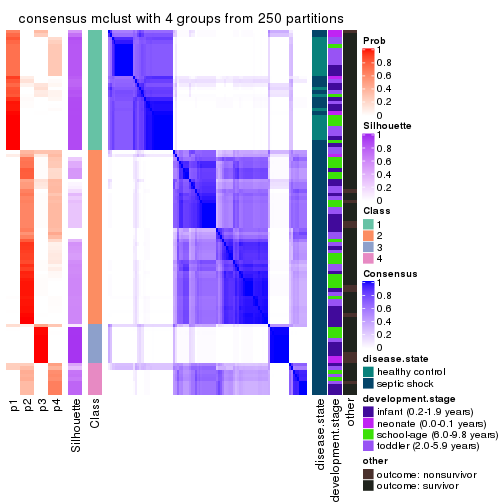 consensus mclust with 4 groups from 250 partitions
Prob
1
0.8
0.6
0.4
0.2
0
Silhouette
1
0.8
0.6
0.4
0.2
0
Class
1
2
3
4
Consensus
1
0.8
0.6
0.4
0.2
0
disease.state
healthy control
septic shock
development.stage
infant (0.2-1.9 years)
neonate (0.0-0.1 years)
school-age (6.0-9.8 years)
toddler (2.0-5.9 years)
other
outcome: nonsurvivor
outcome: survivor
p1
p2
p3
p4
Silhouette
Class
disease.state
development.stage
other